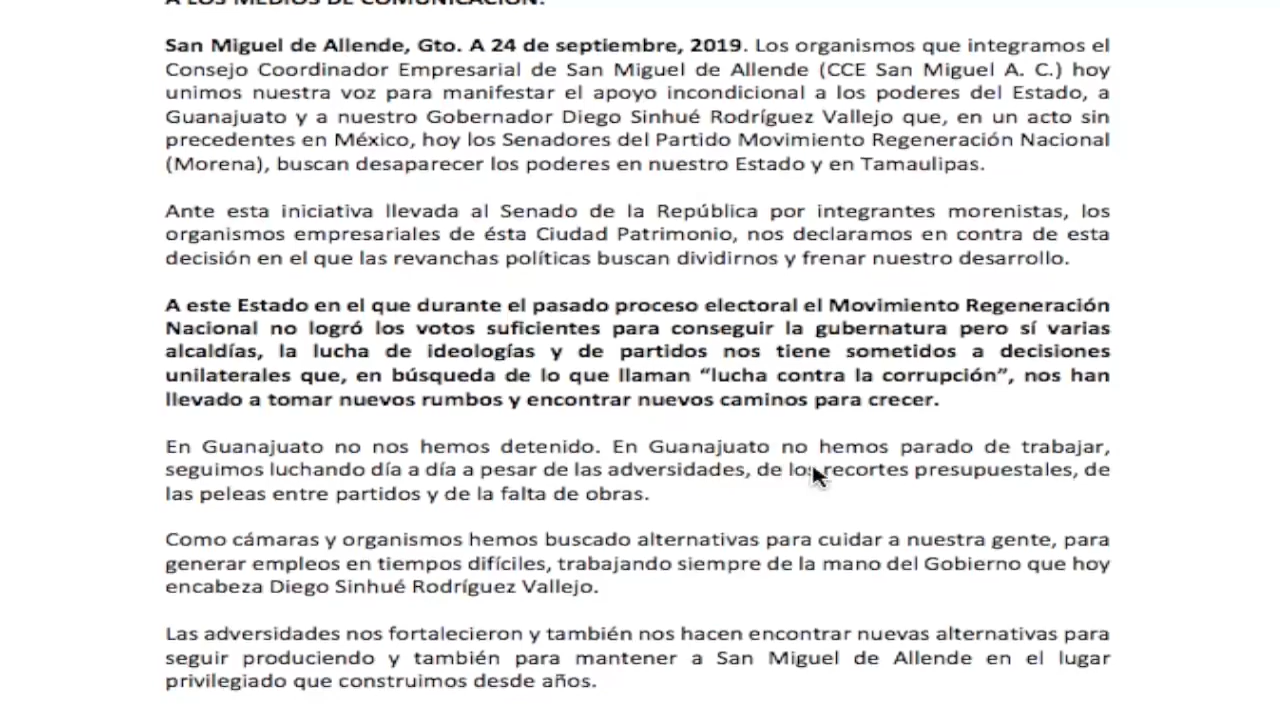 A LOS MEDIOS DE COMUNICACIÓN:
San Miguel de Allende, Gto. A 24 de septiembre, 2019. Los organismos que integramos el
Consejo Coordinador Empresarial de San Miguel de Allende (CCE San Miguel A. C.) hoy
unimos nuestra voz para manifestar el apoyo incondicional a los poderes del Estado, a
Guanajuato y a nuestro Gobernador Diego Sinhué Rodríguez Vallejo que, en un acto sin
precedentes en México, hoy los Senadores del Partido Movimiento Regeneración Nacional
(Morena), buscan desaparecer los poderes en nuestro Estado y en Tamaulipas.
Ante esta iniciativa llevada al Senado de la República por integrantes morenistas, los
organismos empresariales de ésta Ciudad Patrimonio, nos declaramos en contra de esta
decisión en el que las revanchas políticas buscan dividirnos y frenar nuestro desarrollo.
A este Estado en el que durante el pasado proceso electoral el Movimiento Regeneración
Nacional no logró los votos suficientes para conseguir la gubernatura pero sí varias
alcaldías, la lucha de ideologías y de partidos nos tiene sometidos a decisiones
unilaterales que, en búsqueda de lo que llaman “lucha contra la corrupción”, nos han
llevado a tomar nuevos rumbos y encontrar nuevos caminos para crecer.
En Guanajuato no nos hemos detenido. En Guanajuato no hemos parado de trabajar,
seguimos luchando día a día a pesar de las adversidades, de los recortes presupuestales, de
las peleas entre partidos y de la falta de obras.
Como cámaras y organismos hemos buscado alternativas para cuidar a nuestra gente, para
generar empleos en tiempos difíciles, trabajando siempre de la mano del Gobierno que hoy
encabeza Diego Sinhué Rodríguez Vallejo.
Las adversidades nos fortalecieron y también nos hacen encontrar nuevas alternativas para
seguir produciendo y también para mantener a San Miguel de Allende en el lugar
privilegiado que construimos desde años.